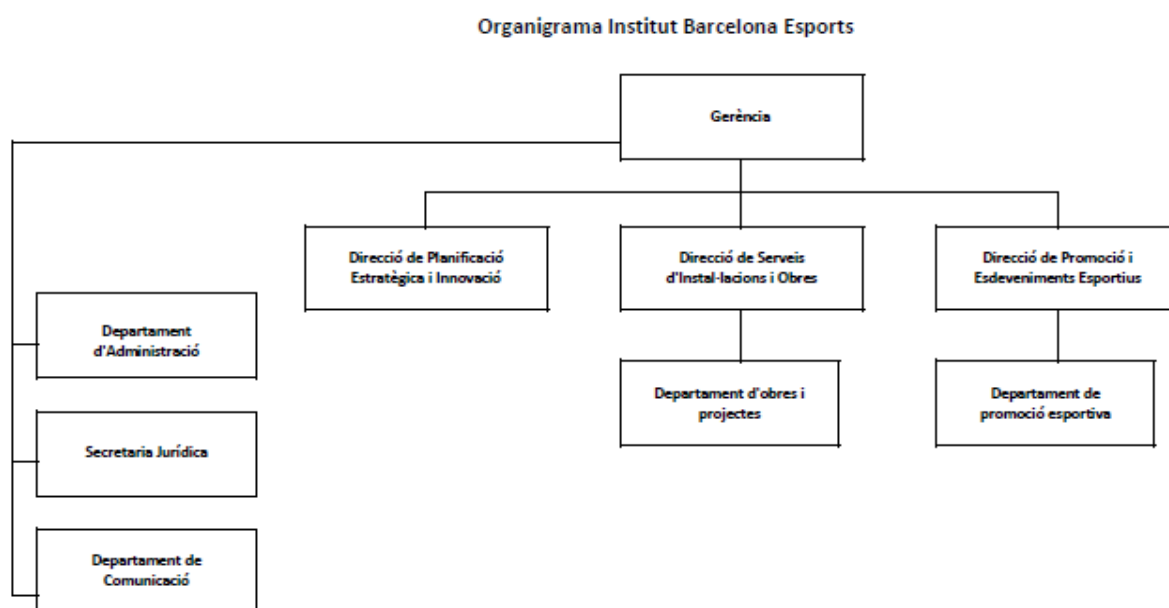 Organigrama Institut Barcelona Esports
Gerència
Direcció de Planificació
Estratègica i Innovació
Direcció de Serveis
d'Instal·lacions i Obres
Direcció de Promoció i
Esdeveniments Esportius
Departament
d'Administració
Departament d'obres i
projectes
Departament de
promoció esportiva
Secretaria Jurídica
Departament de
Comunicació